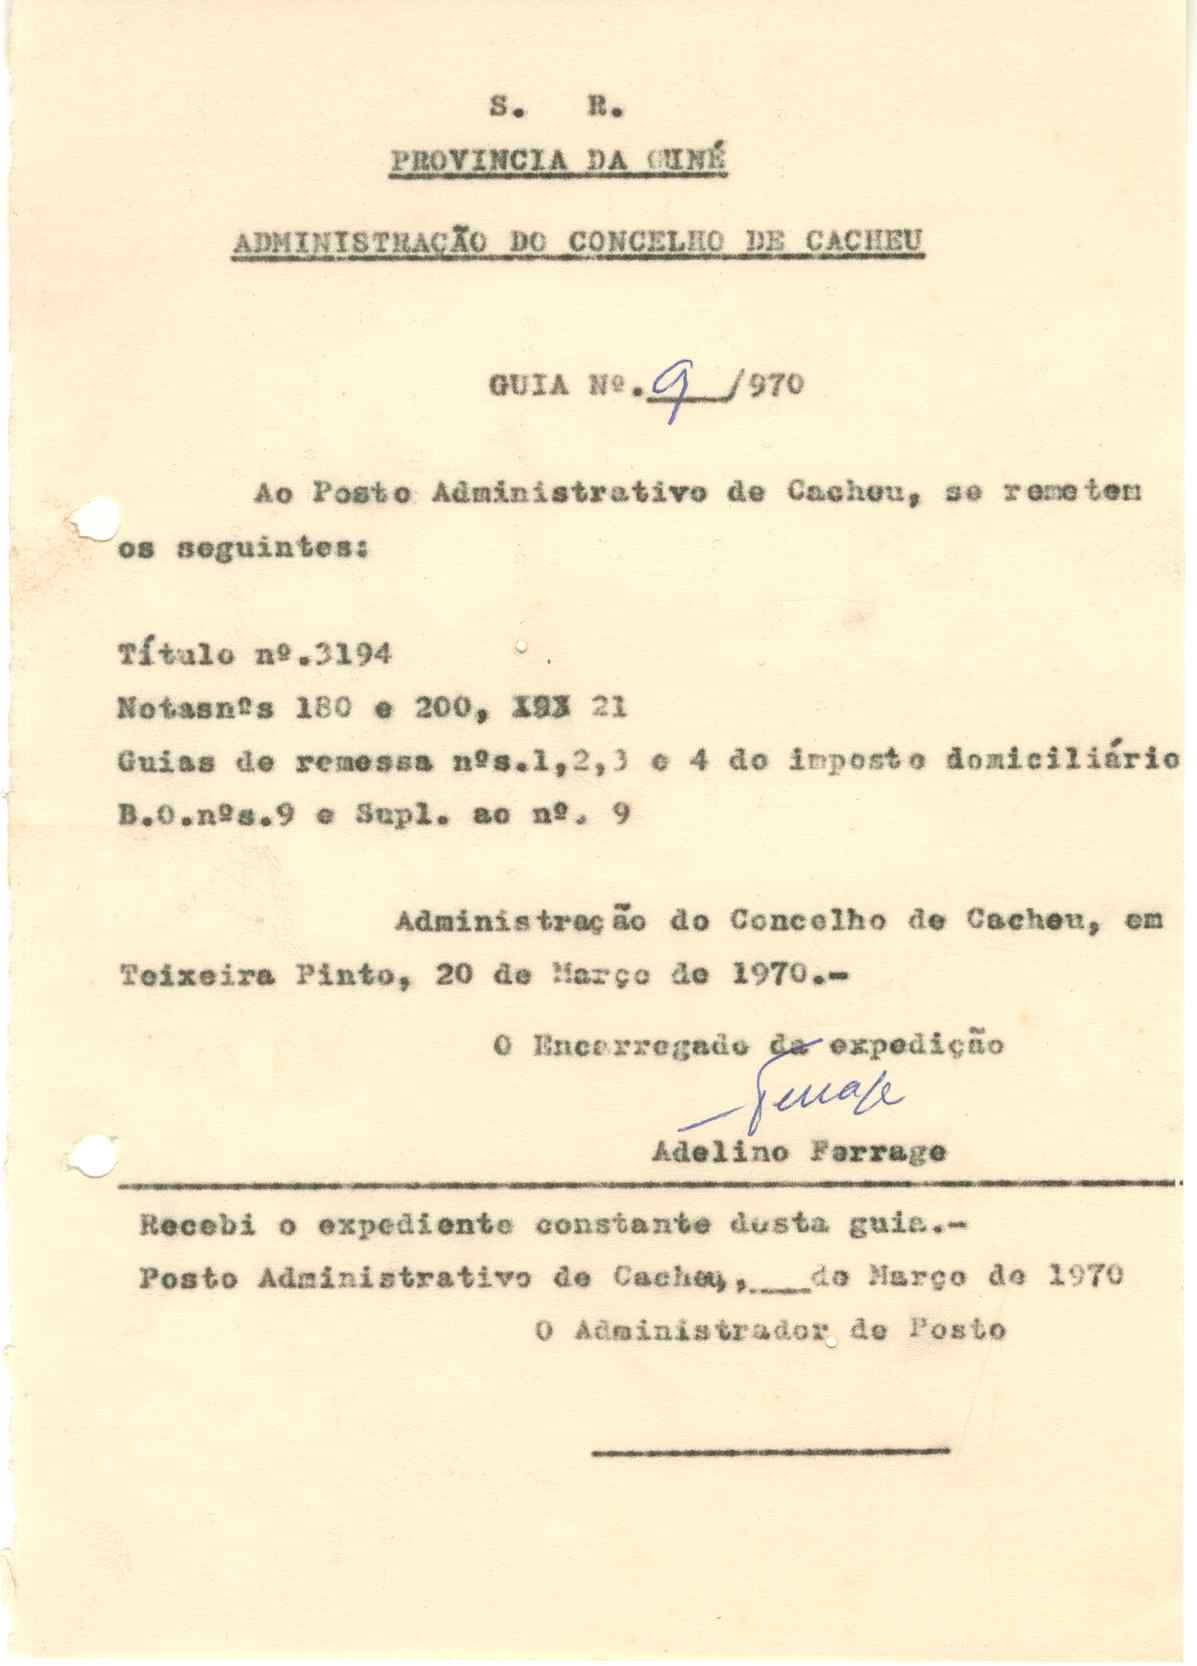 S. R.
PROVINCIA DA GUINÉ
ADMINISTRAÇÃO DO CONCELHO DE CACHEU
GUIA Nº. 9 /970
Ao Posto Administrativo de Cacheu, se remetem
os seguintes:
Título nº.3194
Notasnºs 180 e 200, 21
Guias de remessa nºs.1,2,3 e 4 do imposto domiciliário
B.O.nºs.9 e Supl. ao nº. 9
Administração do Concelho de Cacheu, em
Teixeira Pinto, 20 de Março de 1970.-
O Encarregado da expedição
Ferrage
Adelino Ferrage
Recebi o expediente constante desta guia.-
Posto Administrativo de Cacheu,,___de Março de 1970
O Administrador de Posto